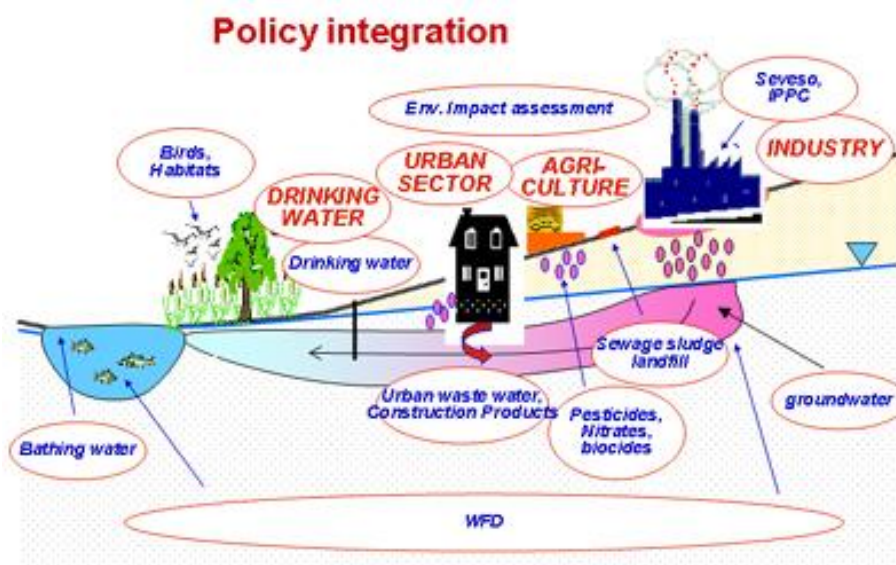 Policy integration
Seveso,
IPPC
Env. Impact assessment
INDUSTRY
Birds,
Habitats
URBAN
SECTOR
AGRI-
CULTURE
DRINKING
WATER
Drinking water
Sewage sludge
landfill
Urban waste water,
Construction Products
groundwater
Pesticides,
Nitrates,
biocides
Bathing water
WFD